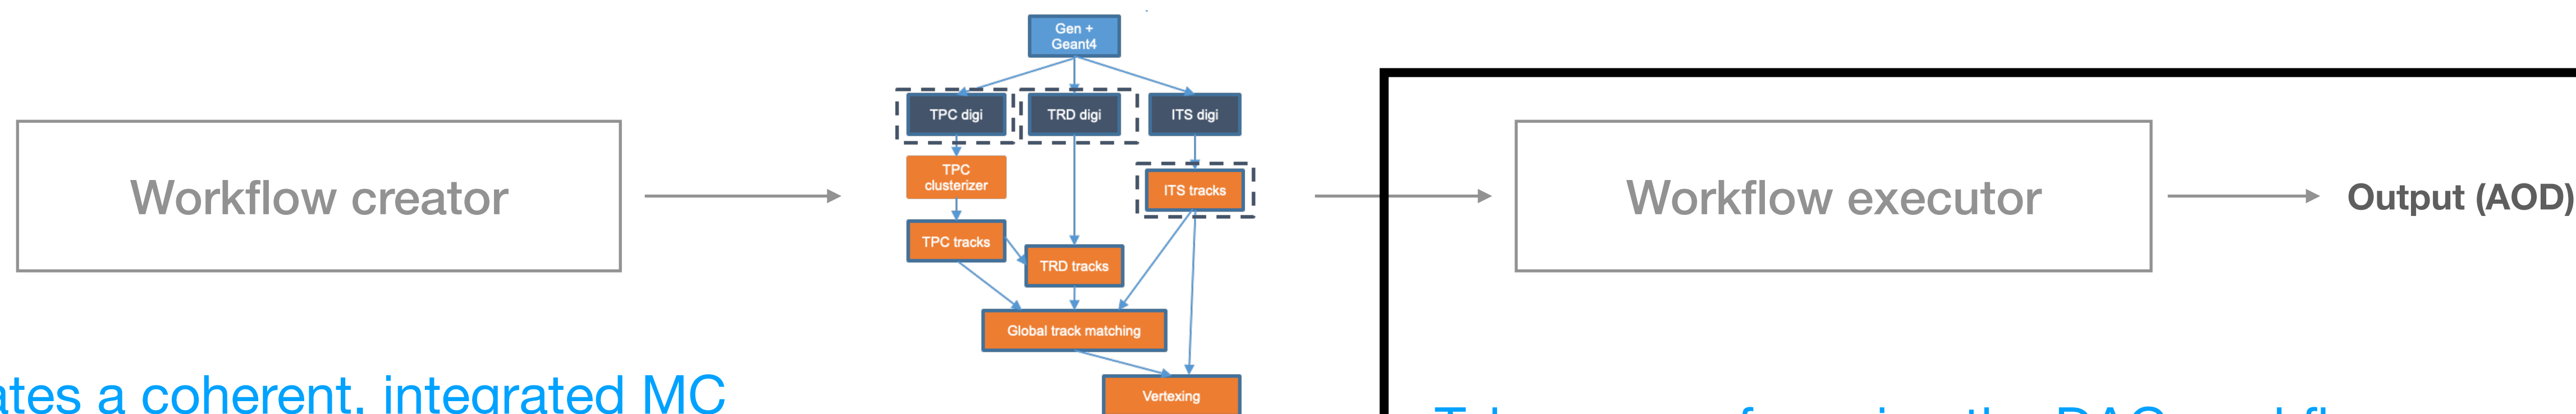 Gen +
Geant4
TPC digi
TRD digi
ITS digi
TPC
clusterizer
ITS tracks
Workflow creator
Workflow executor
Output (AOD)
TPC tracks
TRD tracks
Global track matching
Vertexing
a coherent, integrated MC